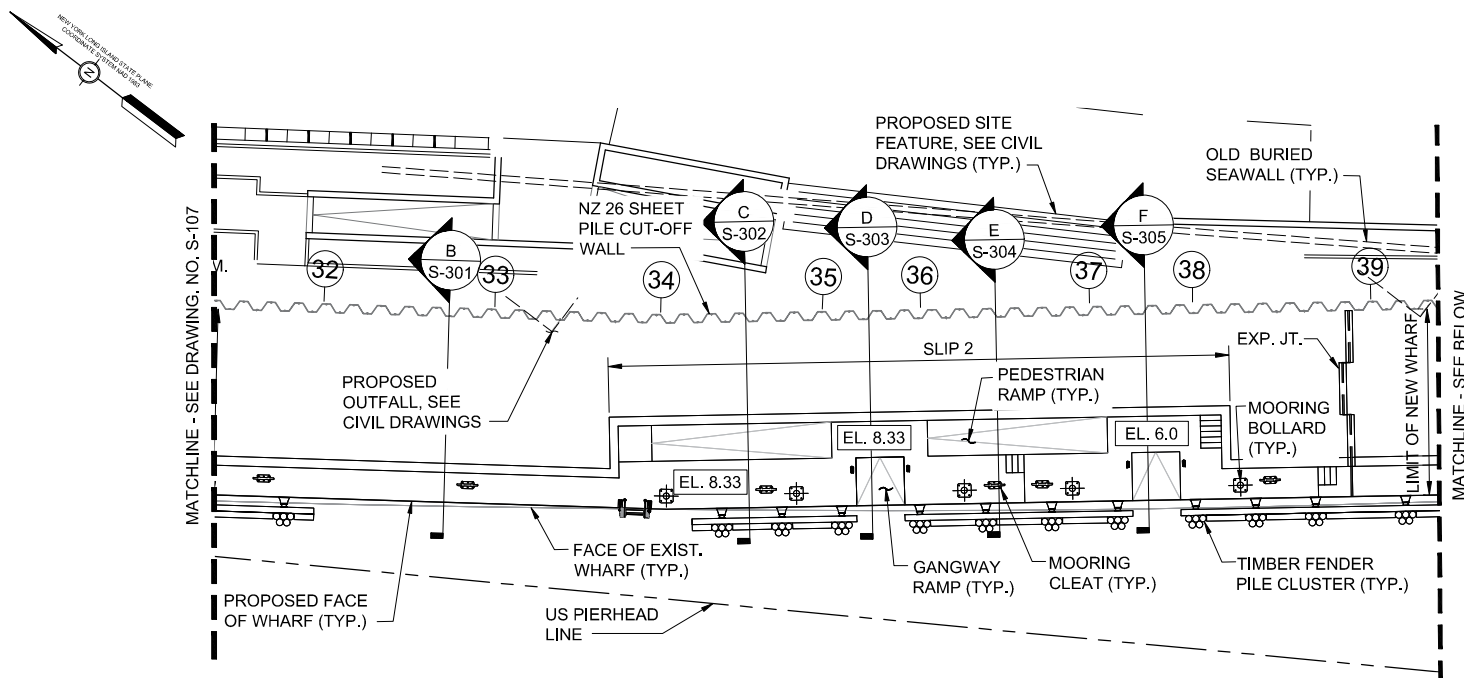 NEW YORK LONG ISLAND STATE PLANE
COORDINATE SYSTEM NAD 1983
N
PROPOSED SITE
FEATURE, SEE CIVIL
DRAWINGS (TYP.)
OLD BURIED
SEAWALL (TYP.)
NZ 26 SHEET
PILE CUT-OFF
WALL
B
S-301
C
S-302
D
S-303
E
S-304
F
S-305
M.
32
33
34
35
36
37
38
39
MATCHLINE - SEE DRAWING. NO. S-107
SLIP 2
EXP. JT.
LIMIT OF NEW WHARF
MATCHLINE - SEE BELOW
PROPOSED
OUTFALL, SEE
CIVIL DRAWINGS
PEDESTRIAN
RAMP (TYP.)
MOORING
BOLLARD
(TYP.)
EL. 8.33
EL. 6.0
EL. 8.33
FACE OF EXIST.
WHARF (TYP.)
GANGWAY
RAMP (TYP.)
MOORING
CLEAT (TYP.)
TIMBER FENDER
PILE CLUSTER (TYP.)
PROPOSED FACE
OF WHARF (TYP.)
US PIERHEAD
LINE